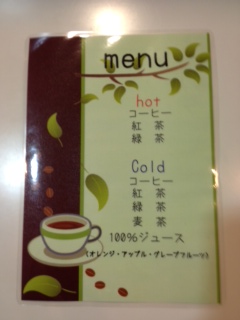 menu
hot
コーヒー
紅 茶
緑 茶
Cold
コーヒー
紅 茶
緑 茶
麦 茶
100%ジュース
(オレンジ・アップル・グレープフルーツ)